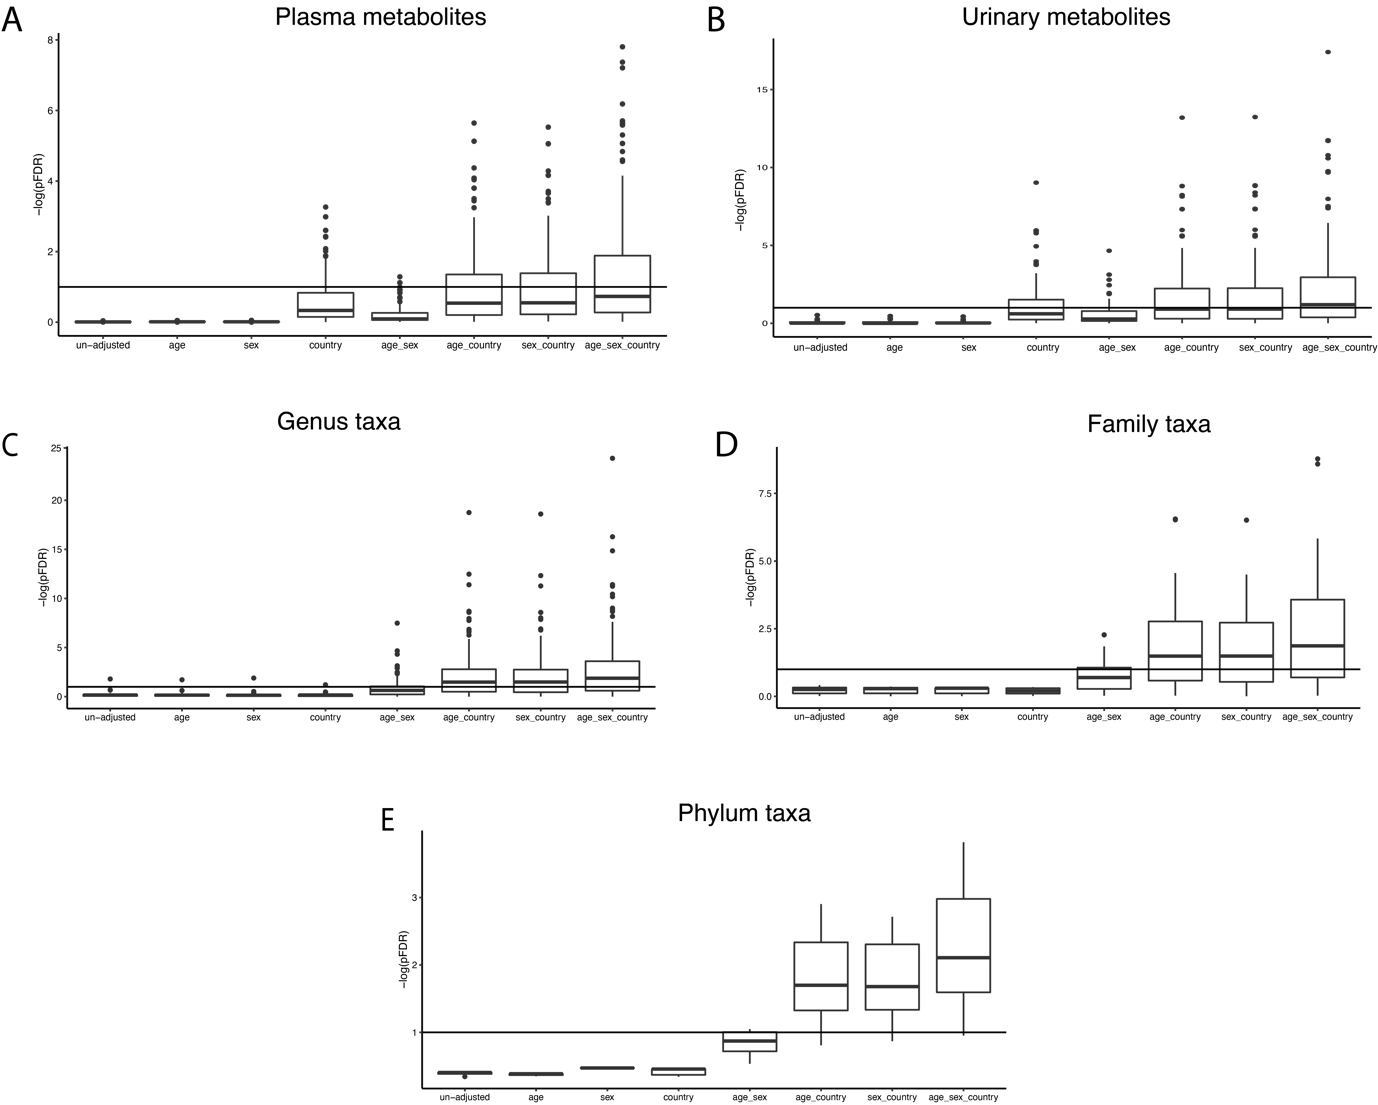 A
Plasma metabolites
8
6
4
2
0
−log(pFDR)
un−adjusted age sex country age_sex age_country sex_country age_sex_country
B
Urinary metabolites
15
10
5
0
−log(pFDR)
un−adjusted age sex country age_sex age_country sex_country age_sex_country
C
Genus taxa
25
20
15
10
5
0
−log(pFDR)
un−adjusted age sex country age_sex age_country sex_country age_sex_country
D
Family taxa
7.5
5.0
2.5
0.0
−log(pFDR)
un−adjusted age sex country age_sex age_country sex_country age_sex_country
E
Phylum taxa
3
2
1
−log(pFDR)
un−adjusted age sex country age_sex age_country sex_country age_sex_country